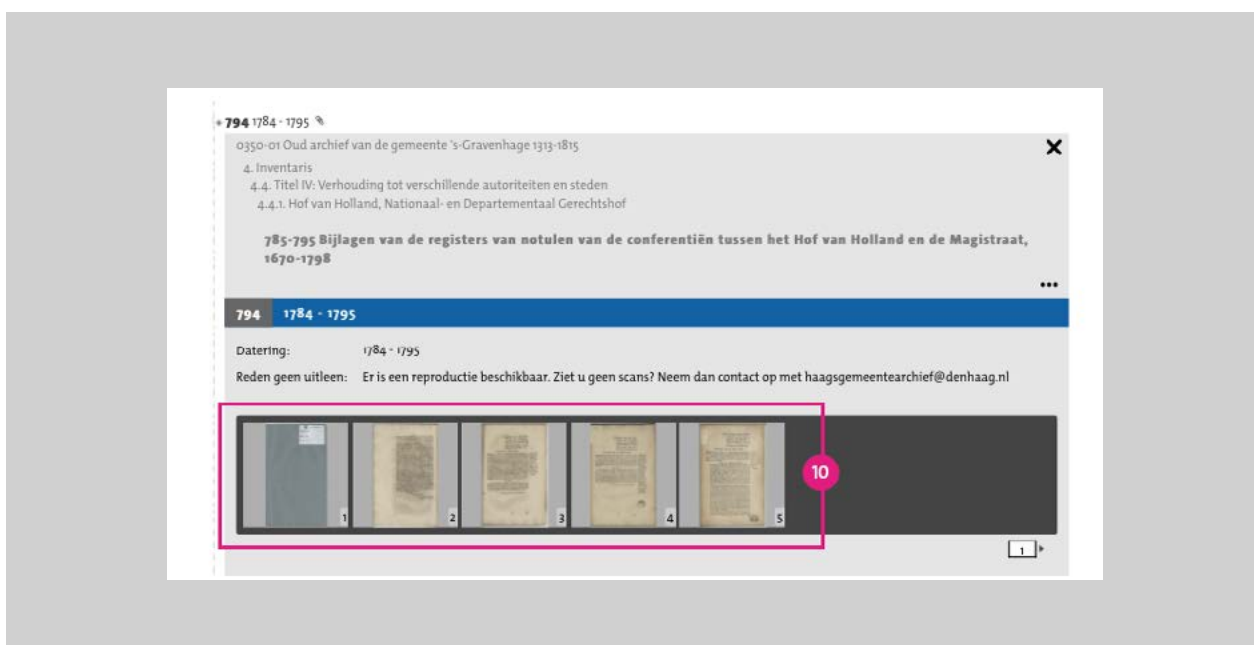 794 1784 - 1795
0350-01 Oud archief van de gemeente 's-Gravenhage 1313-1815
4. Inventaris
4.4. Titel IV: Verhouding tot verschillende autoriteiten en steden
4.4.1. Hof van Holland, Nationaal- en Departementaal Gerechtshof
785-795 Bijlagen van de registers van notulen van de conferentiën tussen het Hof van Holland en de Magistraat,
1670-1798
794 1784 - 1795
Datering: 1784 - 1795
Reden geen uitleen: Er is een reproductie beschikbaar. Ziet u geen scans? Neem dan contact op met haagsgemeentearchief@denhaag.nl
10
1 2 3 4 5
1